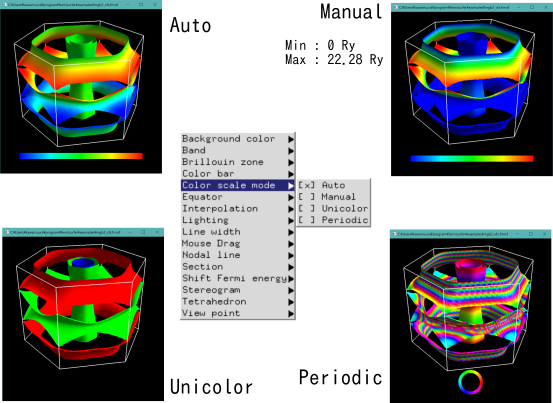 Auto
Manual
Min : 0 Ry
Max : 22.28 Ry
Background color
Band
Brillouin zone
Color bar
Color scale mode
Equator
Interpolation
Lighting
Line width
Mouse Drag
Nodal line
Section
Shift Fermi energy
Stereogram
Tetrahedron
View point
[x] Auto
[ ] Manual
[ ] Unicolor
[ ] Periodic
Unicolor
Periodic